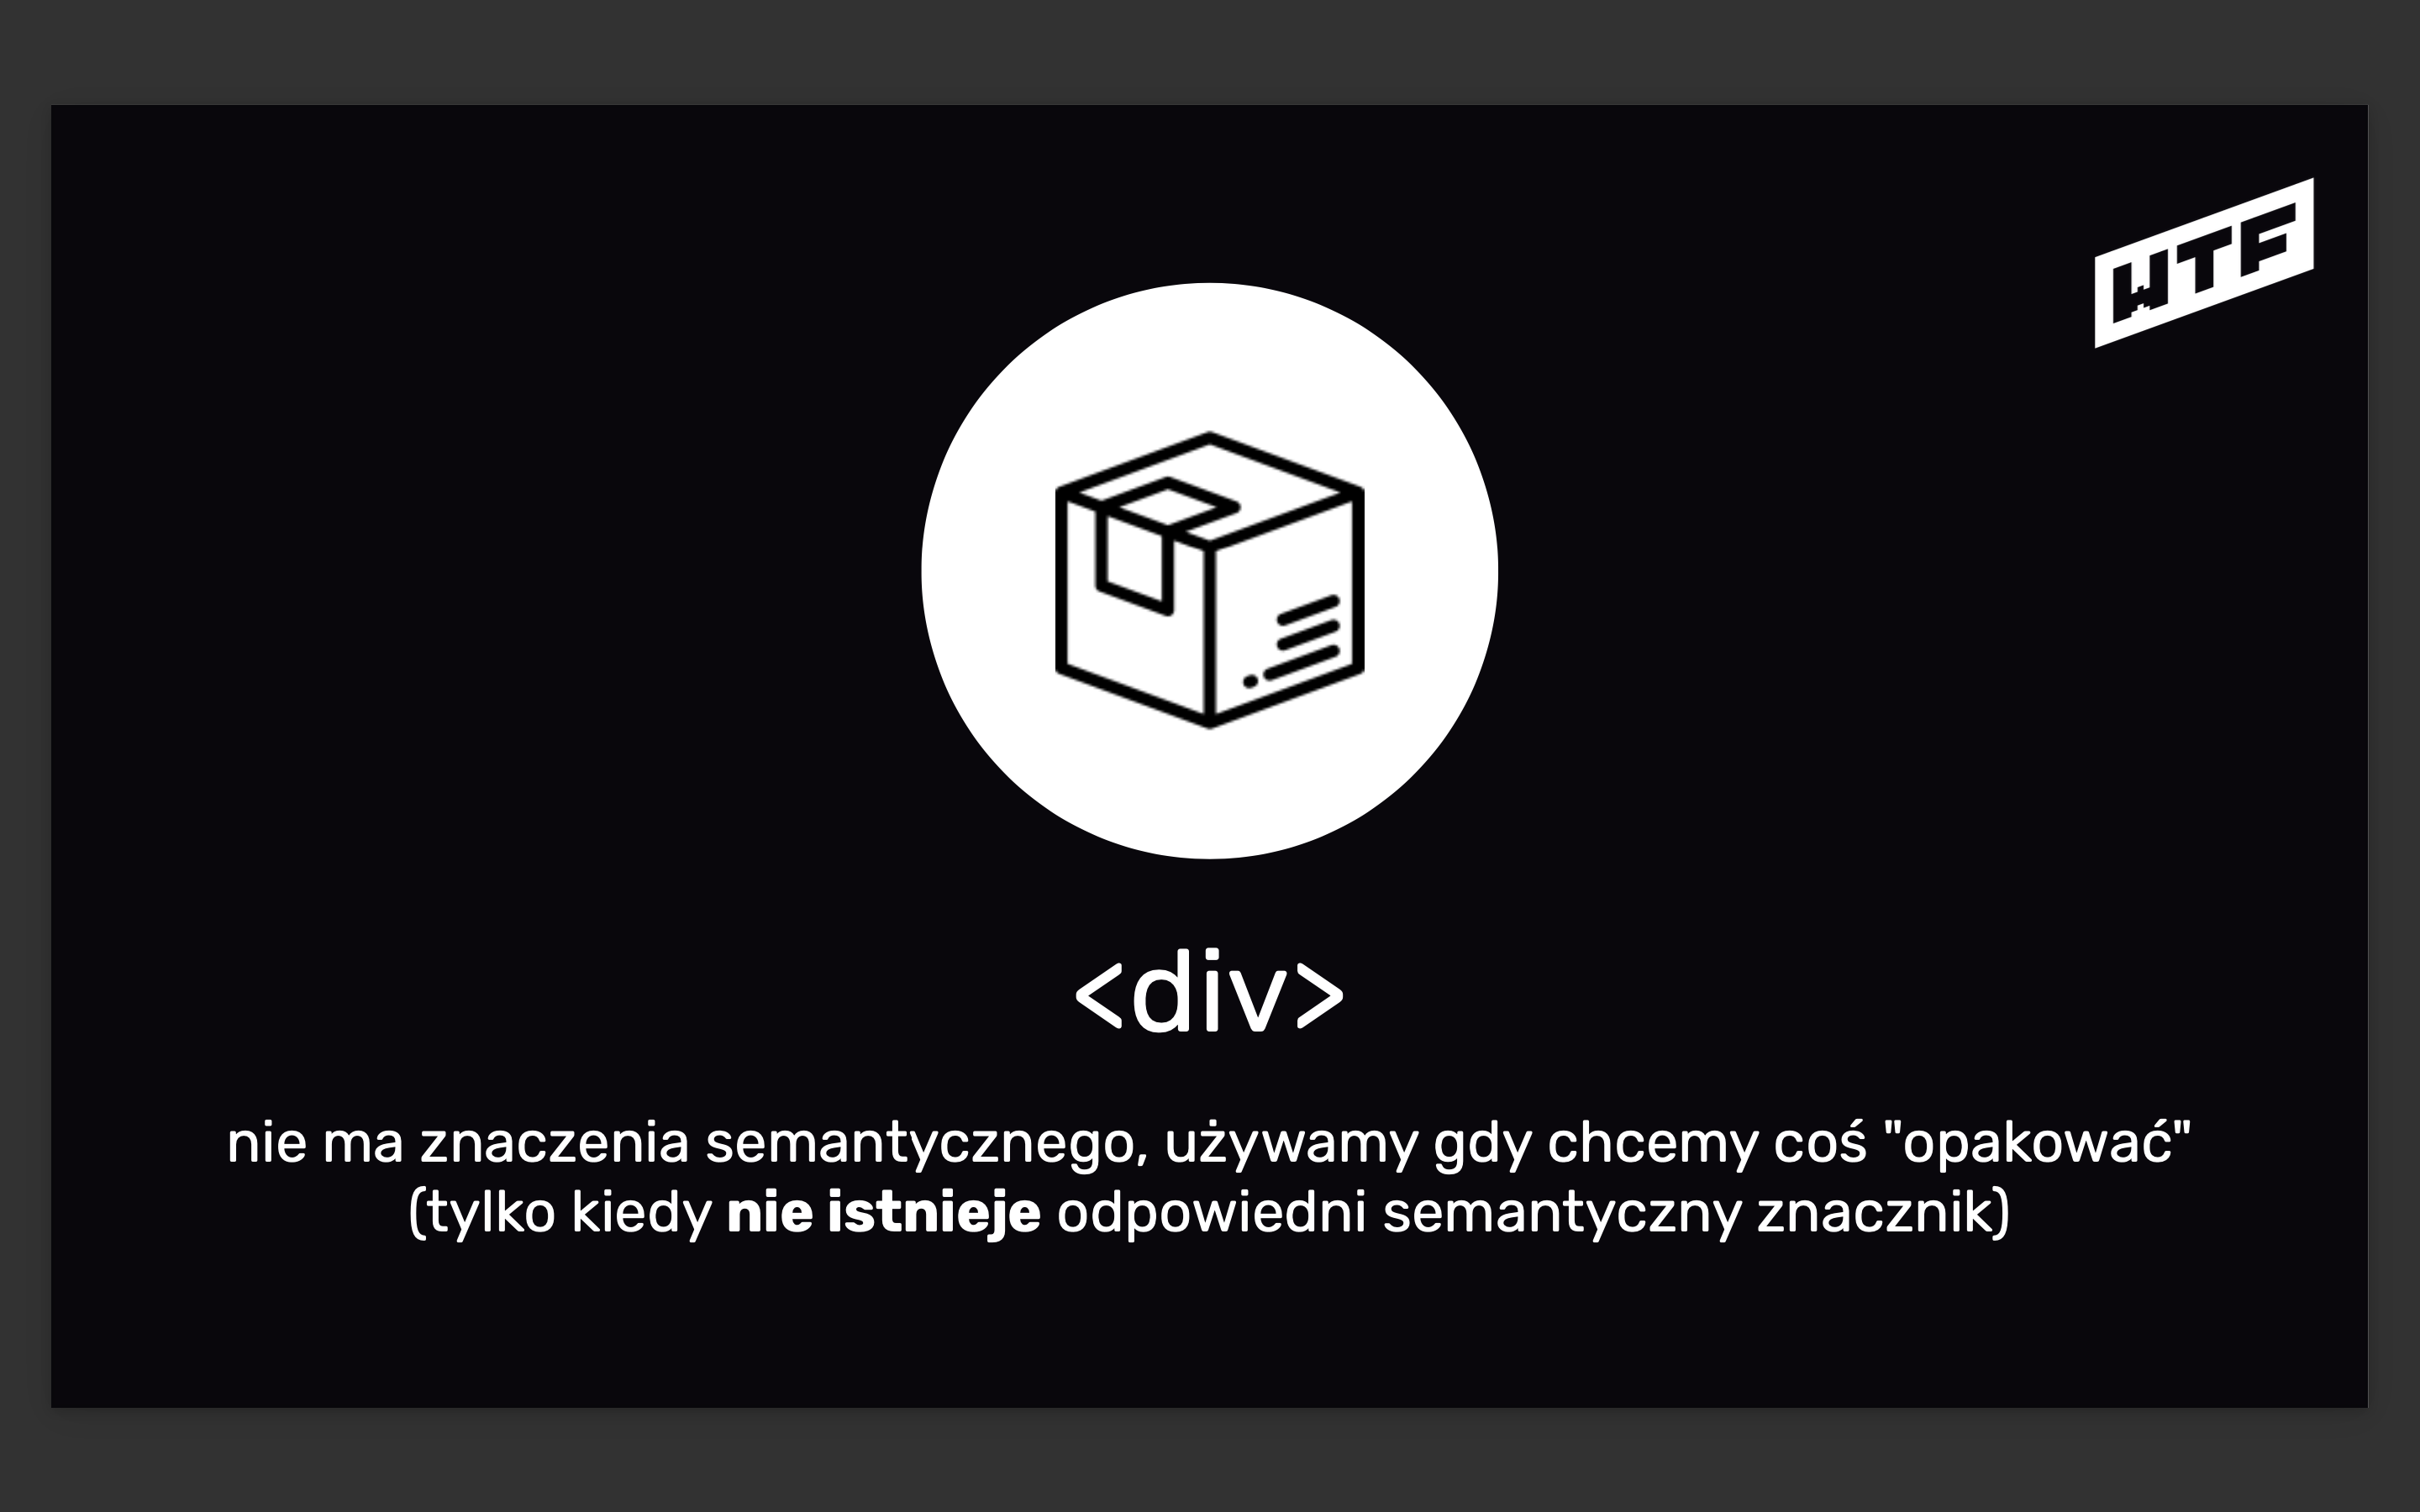 WTF
<div>
nie ma znaczenia semantycznego, używamy gdy chcemy coś "opakować"
(tylko kiedy nie istnieje odpowiedni semantyczny znacznik)